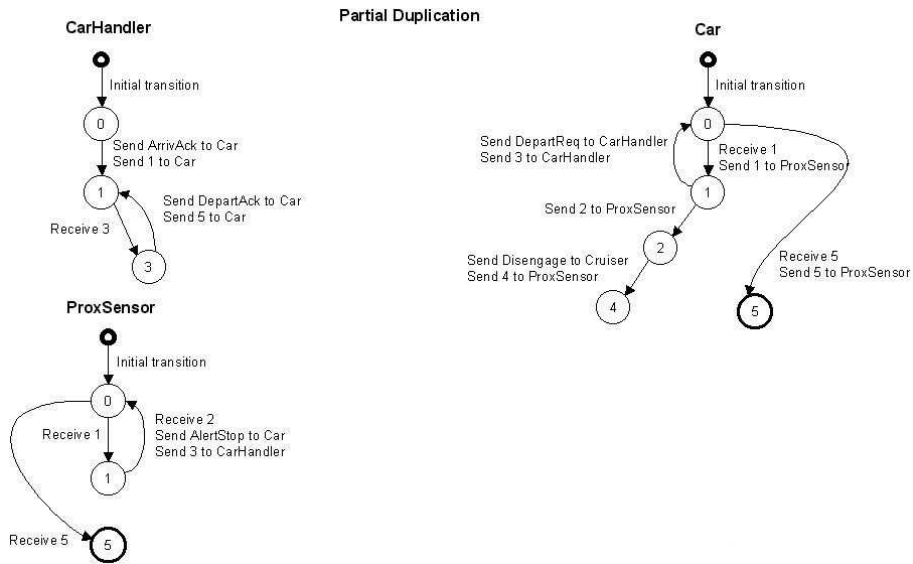 Partial Duplication
CarHandler
Initial transition
0
Send ArrivAck to Car
Send 1 to Car
1
Send DepartAck to Car
Send 5 to Car
Receive 3
3
Car
Initial transition
0
Send DepartReq to CarHandler
Send 3 to CarHandler
Receive 1
Send 1 to ProxSensor
1
Send 2 to ProxSensor
2
Send Disengage to Cruiser
Send 4 to ProxSensor
4
Receive 5
Send 5 to ProxSensor
5
ProxSensor
Initial transition
0
Receive 1
Receive 2
Send AlertStop to Car
Send 3 to CarHandler
1
Receive 5
5